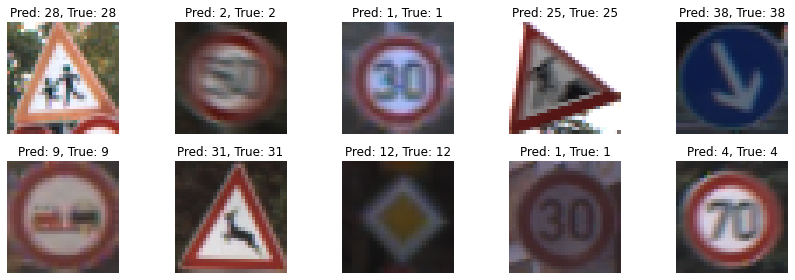 Pred: 28, True: 28
Pred: 2, True: 2
Pred: 1, True: 1
Pred: 25, True: 25
Pred: 38, True: 38
50
30
Pred: 9, True: 9
Pred: 31, True: 31
Pred: 12, True: 12
Pred: 1, True: 1
Pred: 4, True: 4
30
70